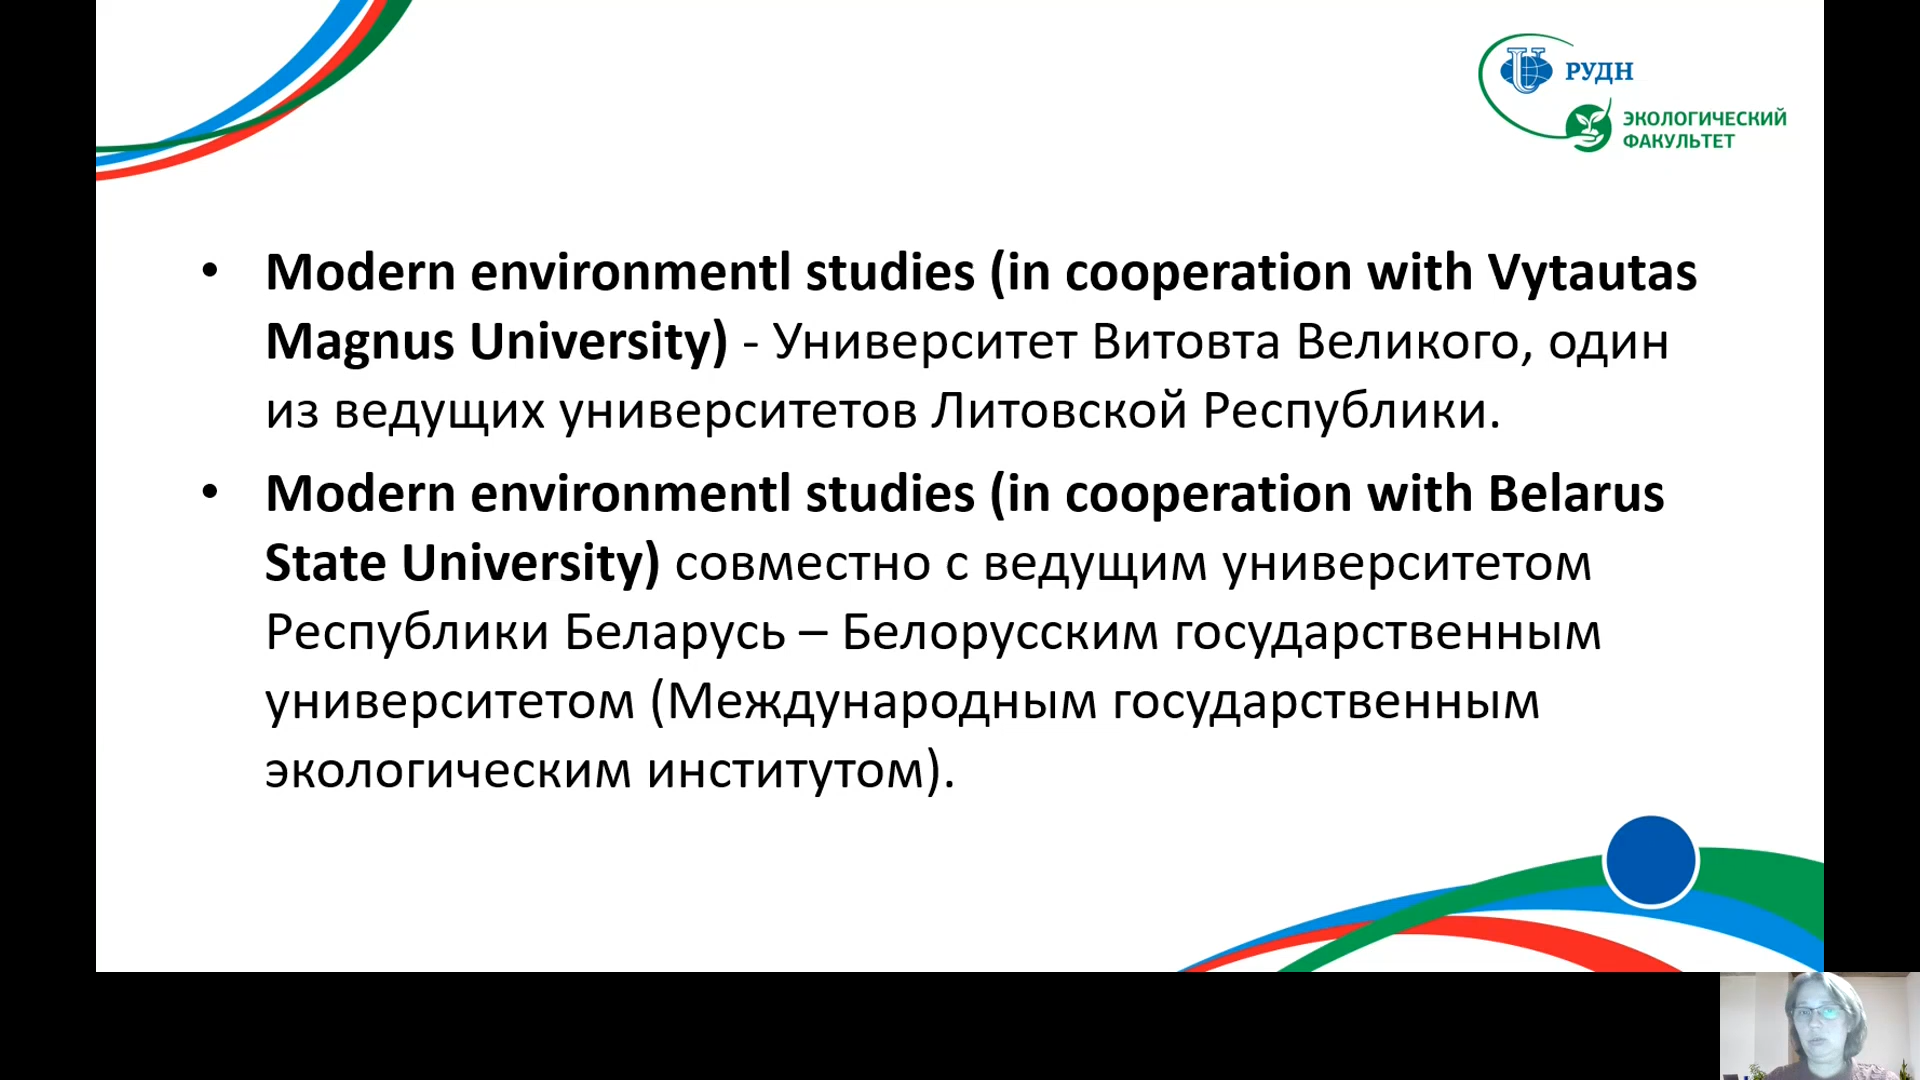 РУДН
ЭКОЛОГИЧЕСКИЙ
ФАКУЛЬТЕТ
• Modern environmentl studies (in cooperation with Vytautas
Magnus University) - Университет Витовта Великого, один
из ведущих университетов Литовской Республики.
• Modern environmentl studies (in cooperation with Belarus
State University) совместно с ведущим университетом
Республики Беларусь – Белорусским государственным
университетом (Международным государственным
экологическим институтом).